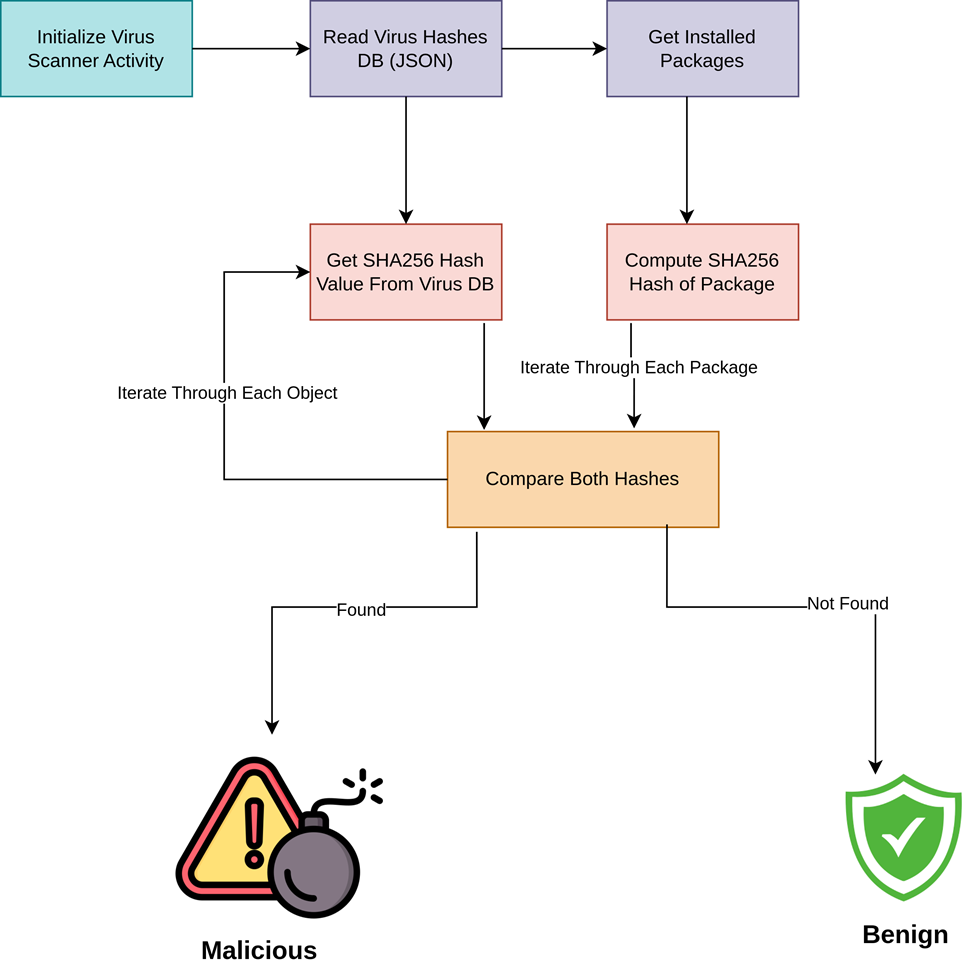 Initialize Virus
Scanner Activity
Read Virus Hashes
DB (JSON)
Get Installed
Packages
Get SHA256 Hash
Value From Virus DB
Compute SHA256
Hash of Package
Iterate Through Each Package
Iterate Through Each Object
Compare Both Hashes
Found
Not Found
Malicious
Benign